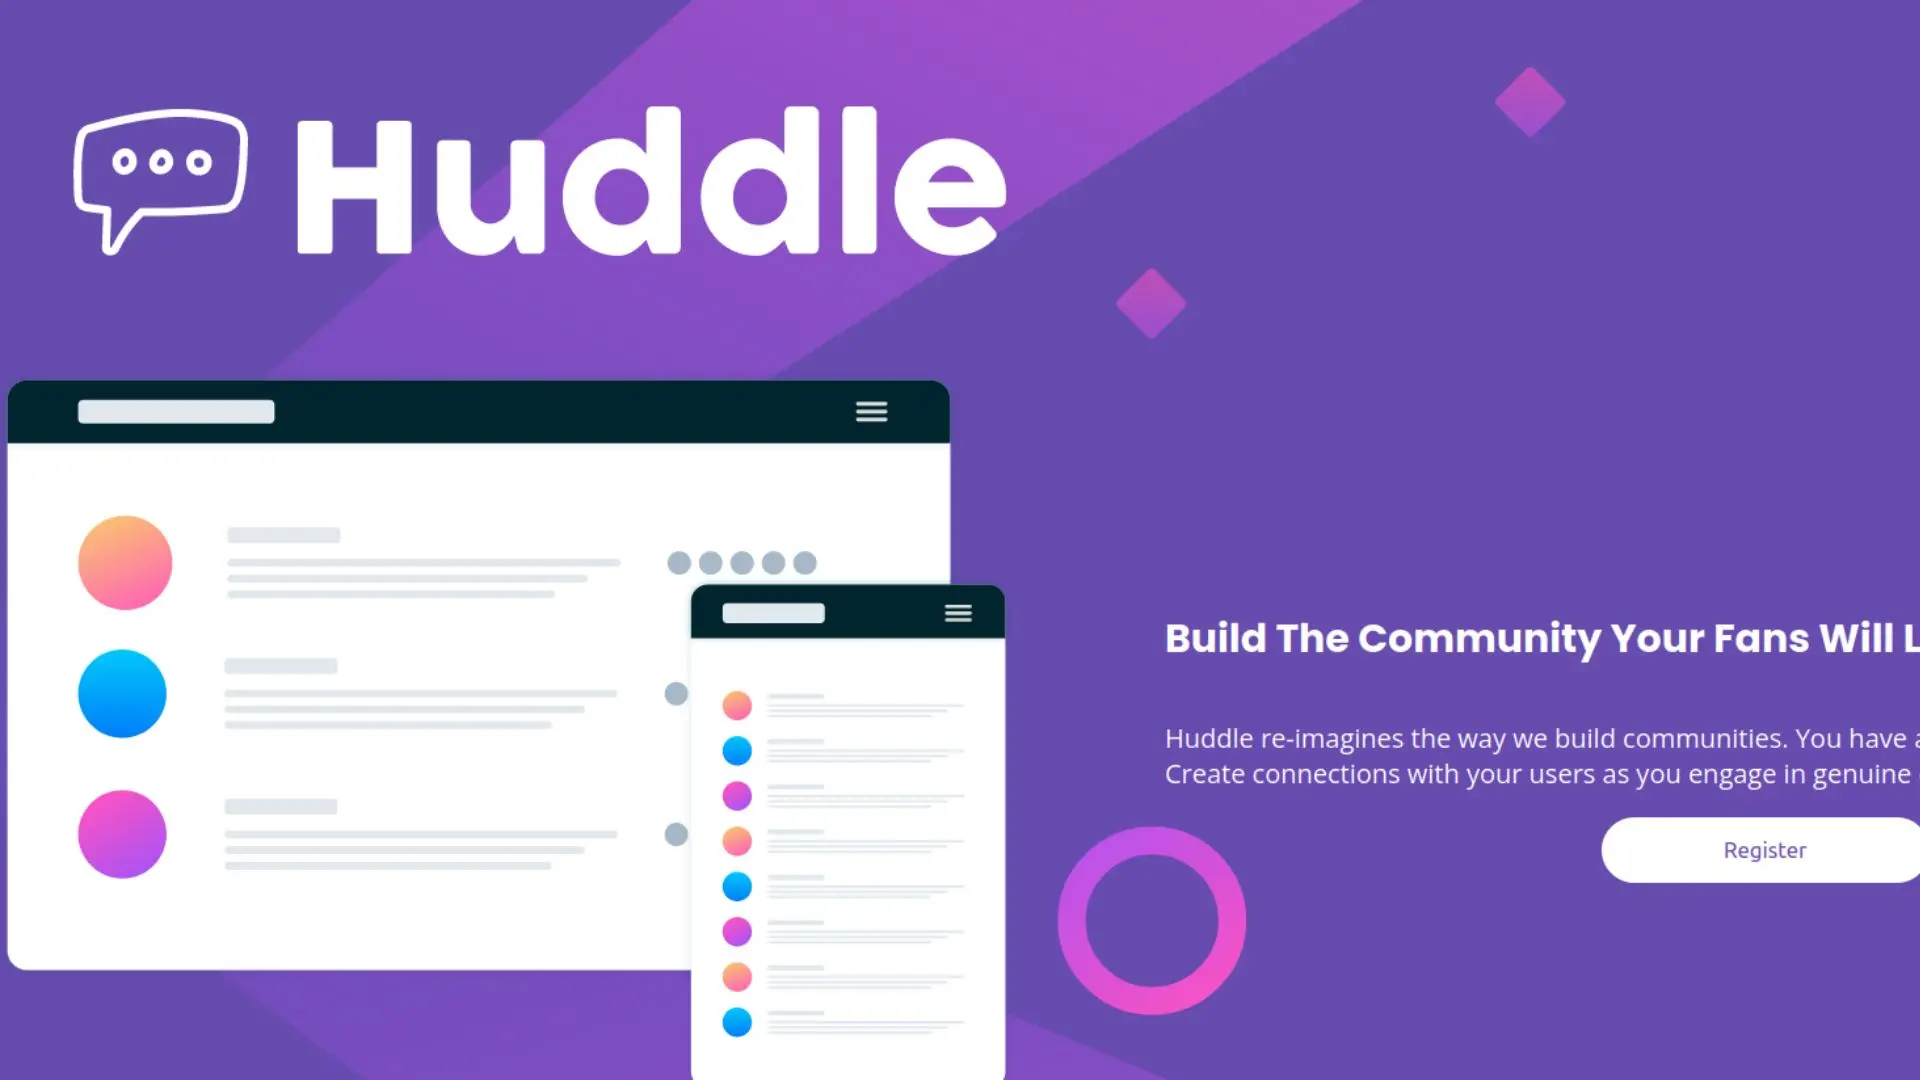 Huddle
Build The Community Your Fans Will L
Huddle re-imagines the way we build communities. You have a
Create connections with your users as you engage in genuine
Register